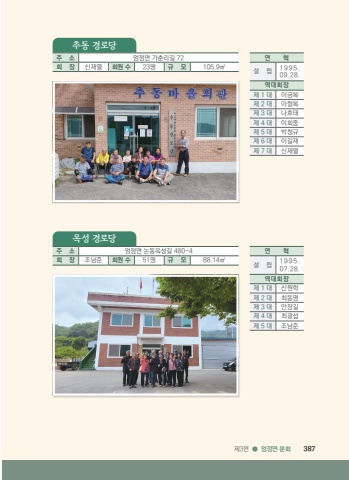 추동 경로당
주 소 엄정면 가춘리길 72
회 장 신재열 회원수 23명 규 모 105.9㎡
추동마을회관
연 혁
설 립 1995. 09.28.
역대회장
제 1 대 이금복
제 2 대 이항복
제 3 대 나호태
제 4 대 이희중
제 5 대 박정규
제 6 대 이길재
제 7 대 신재열
옥성 경로당
주 소 엄정면 논동옥성길 480-4
회 장 조남준 회원수 51명 규 모 88.14㎡
연 혁
설 립 1995. 07.28.
역대회장
제 1 대 신원학
제 2 대 최동명
제 3 대 안장길
제 4 대 최광섭
제 5 대 조남준
제3편 ● 엄정면 문화 387